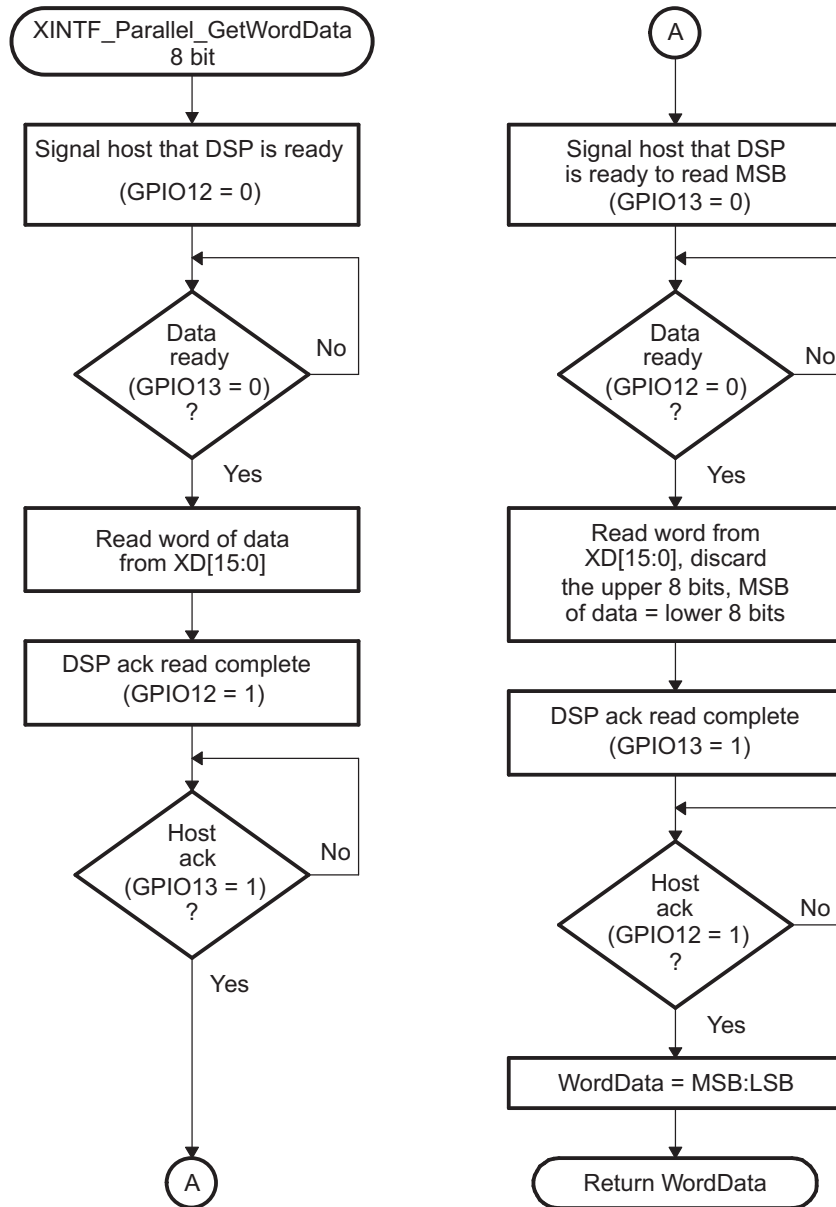 XINTF_Parallel_GetWordData
8 bit
Signal host that DSP is ready
(GPIO12 = 0)
Data
ready
(GPIO13 = 0)
?
No
Yes
Read word of data
from XD[15:0]
DSP ack read complete
(GPIO12 = 1)
Host
ack
(GPIO13 = 1)
?
No
Yes
A
A
Signal host that DSP
is ready to read MSB
(GPIO13 = 0)
Data
ready
(GPIO12 = 0)
?
No
Yes
Read word from
XD[15:0], discard
the upper 8 bits, MSB
of data = lower 8 bits
DSP ack read complete
(GPIO13 = 1)
Host
ack
(GPIO12 = 1)
?
No
Yes
WordData = MSB:LSB
Return WordData